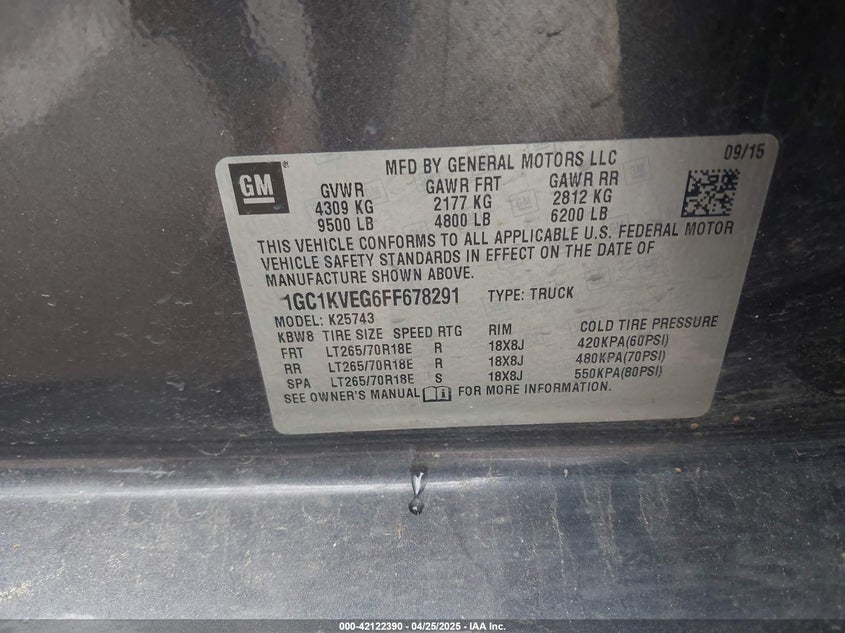 GM
MFD BY GENERAL MOTORS LLC
09/15
GVWR GAWR FRT GAWR RR
4309 KG 2177 KG 2812 KG
9500 LB 4800 LB 6200 LB
THIS VEHICLE CONFORMS TO ALL APPLICABLE U.S. FEDERAL MOTOR
VEHICLE SAFETY STANDARDS IN EFFECT ON THE DATE OF
MANUFACTURE SHOWN ABOVE.
1GC1KVEG6FF678291 TYPE: TRUCK
MODEL: K25743
KBW8 TIRE SIZE SPEED RTG RIM COLD TIRE PRESSURE
FRT LT265/70R18E R 18X8J 420KPA(60PSI)
RR LT265/70R18E R 18X8J 480KPA(70PSI)
SPA LT265/70R18E S 18X8J 550KPA(80PSI)
SEE OWNER'S MANUAL FOR MORE INFORMATION.
000-42122390 - 04/25/2025 - IAA Inc.